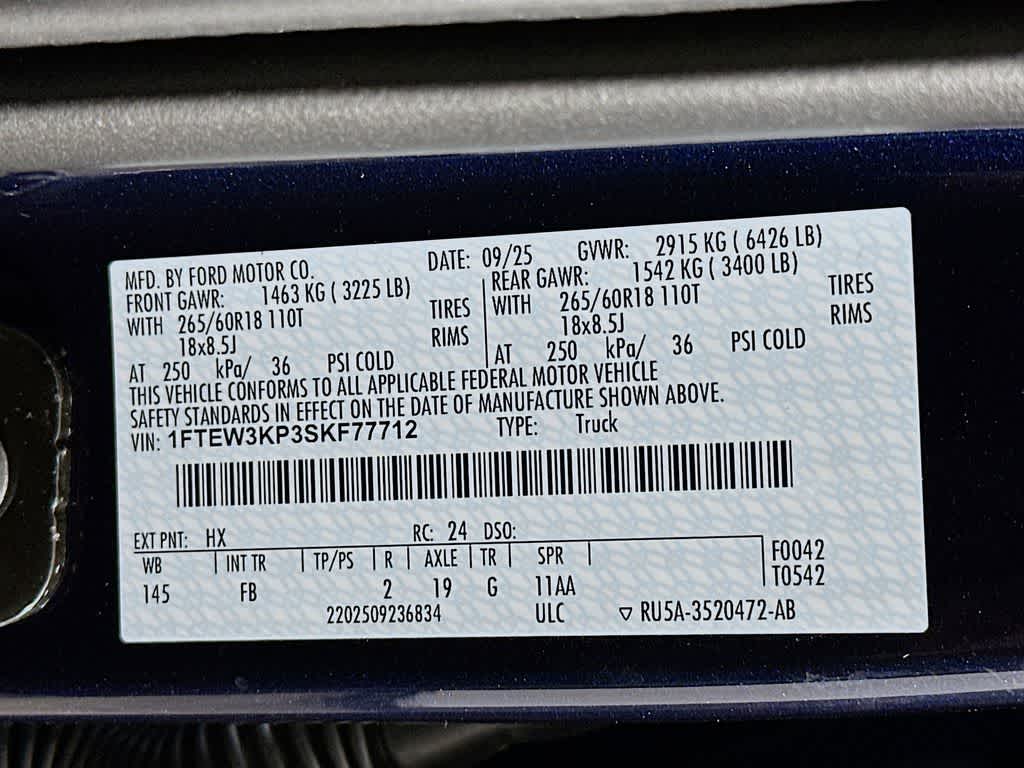 MFD. BY FORD MOTOR CO. DATE: 09/25 GVWR: 2915 KG ( 6426 LB)
FRONT GAWR: 1463 KG ( 3225 LB) REAR GAWR: 1542 KG ( 3400 LB)
WITH 265/60R18 110T TIRES WITH 265/60R18 110T TIRES
18x8.5J RIMS 18x8.5J RIMS
AT 250 kPa/ 36 PSI COLD AT 250 kPa/ 36 PSI COLD
THIS VEHICLE CONFORMS TO ALL APPLICABLE FEDERAL MOTOR VEHICLE
SAFETY STANDARDS IN EFFECT ON THE DATE OF MANUFACTURE SHOWN ABOVE.
VIN: 1FTEW3KP3SKF77712 TYPE: Truck
EXT PNT: HX RC: 24 DSO:
WB INT TR TP/PS R AXLE TR SPR F0042
145 FB 2 19 G 11AA T0542
2202509236834 ULC ▽ RU5A-3520472-AB